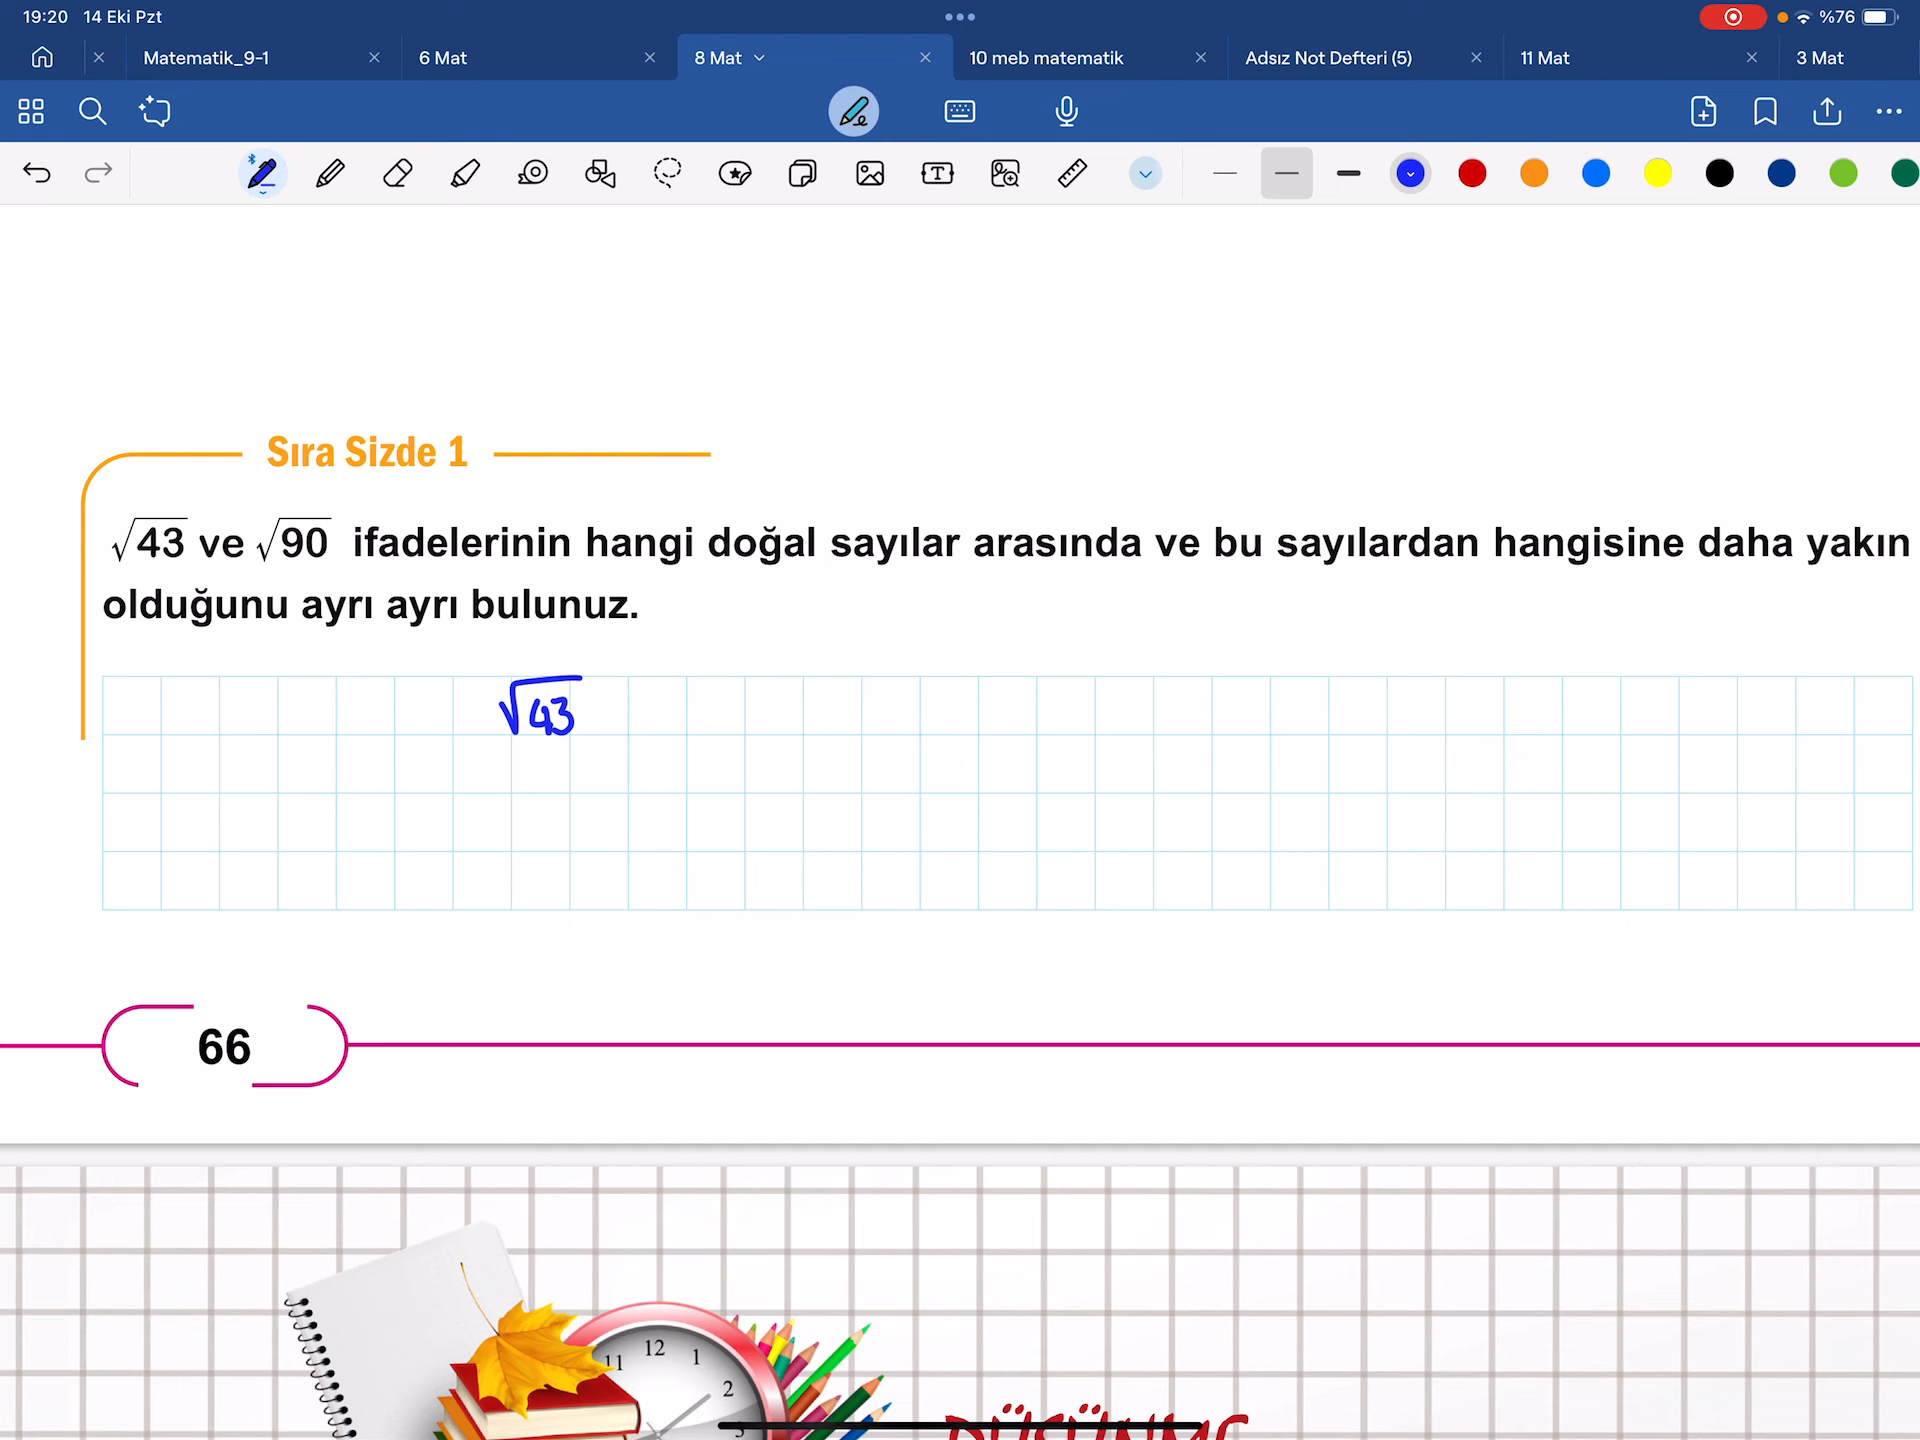 19:20 14 Eki Pzt %76
Matematik_9-1 6 Mat 8 Mat 10 meb matematik Adsız Not Defteri (5) 11 Mat 3 Mat
Sıra Sizde 1
√43 ve √90 ifadelerinin hangi doğal sayılar arasında ve bu sayılardan hangisine daha yakın
olduğunu ayrı ayrı bulunuz.
√43
66
11 12 1
2
3